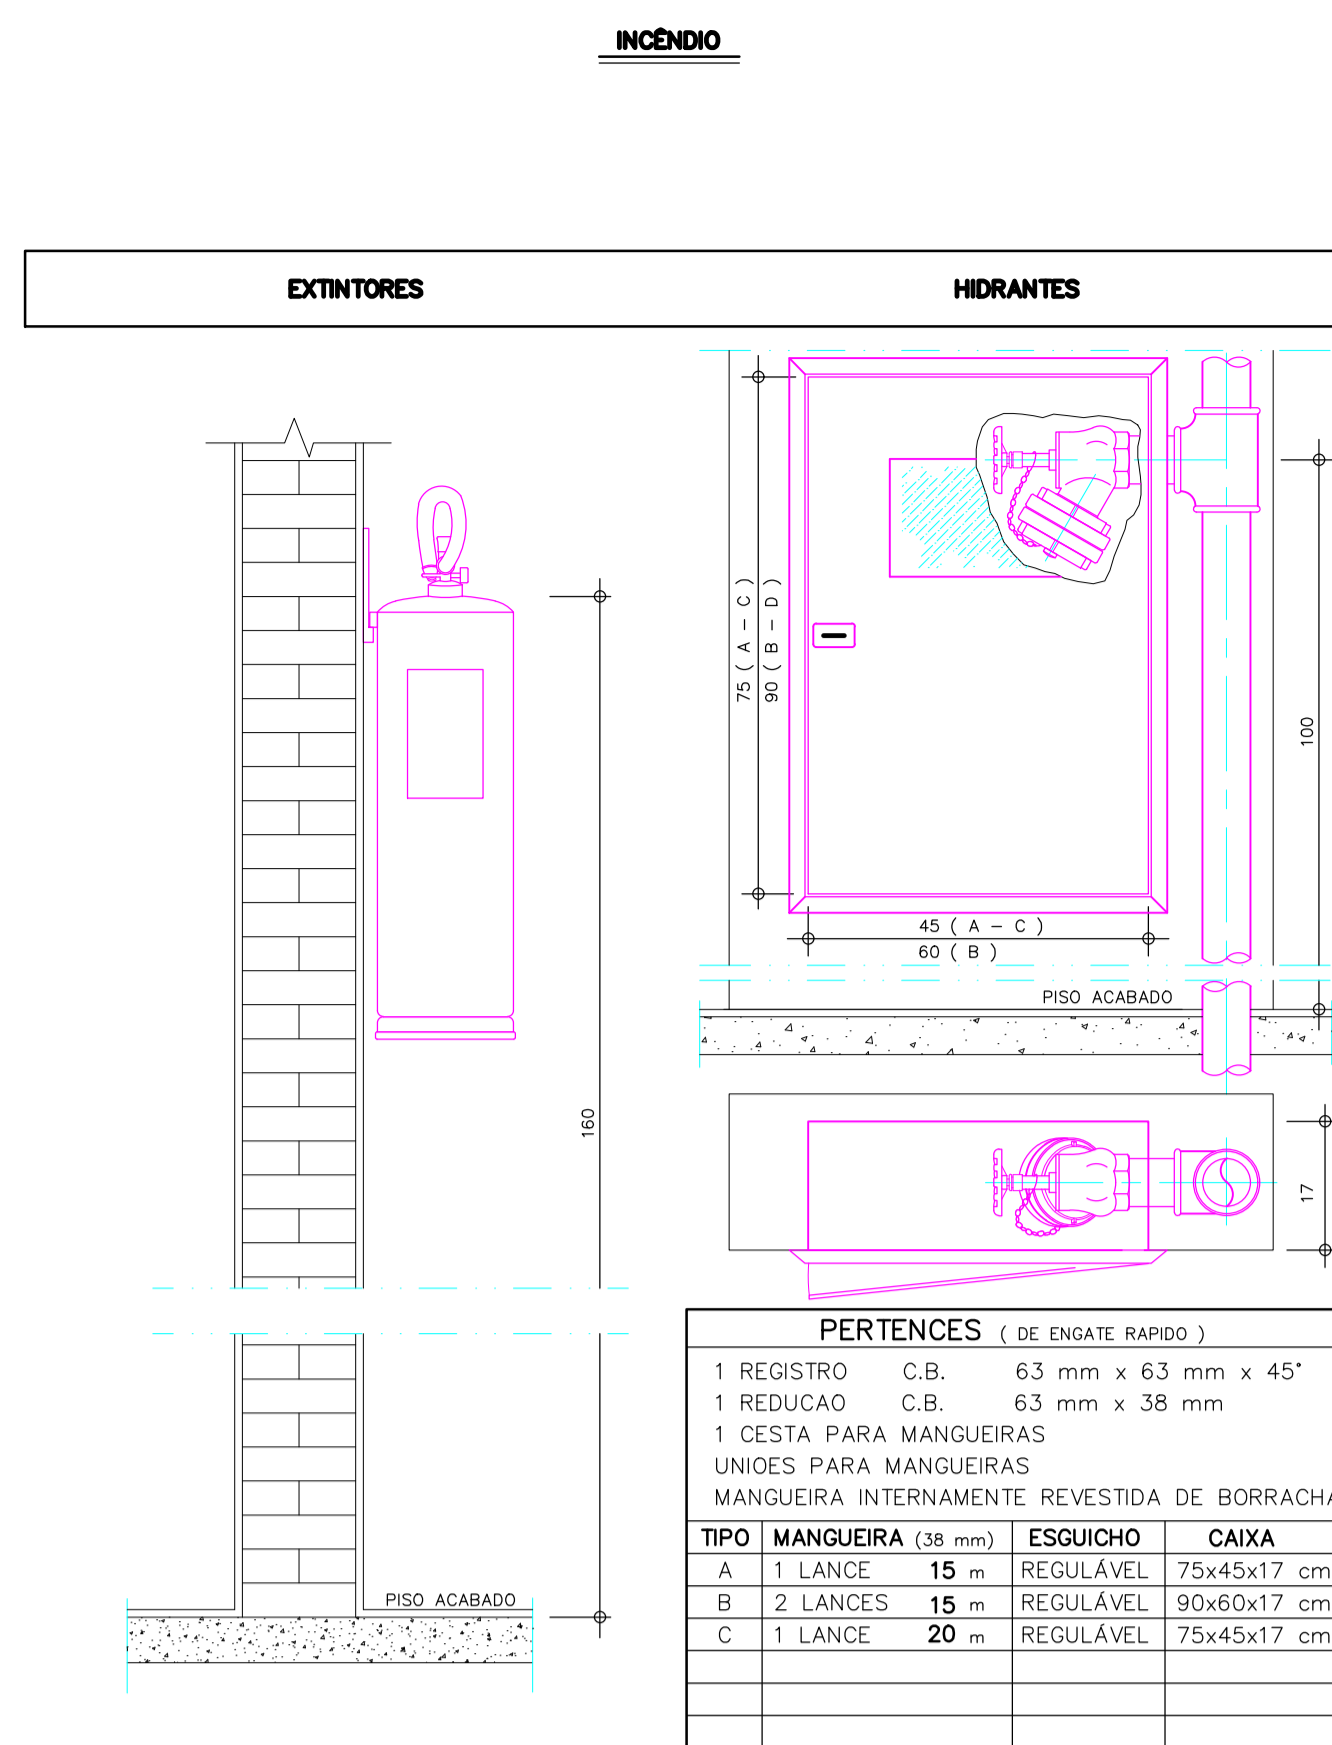 INCÊNDIO
EXTINTORES
HIDRANTES
75 ( A - C )
90 ( B - D )
100
45 ( A - C )
60 ( B )
PISO ACABADO
160
17
PISO ACABADO
PERTENCES ( DE ENGATE RAPIDO )
1 REGISTRO C.B. 63 mm x 63 mm x 45°
1 REDUCAO C.B. 63 mm x 38 mm
1 CESTA PARA MANGUEIRAS
UNIOES PARA MANGUEIRAS
MANGUEIRA INTERNAMENTE REVESTIDA DE BORRACHA
TIPO MANGUEIRA (38 mm) ESGUICHO CAIXA
A 1 LANCE 15 m REGULÁVEL 75x45x17 cm
B 2 LANCES 15 m REGULÁVEL 90x60x17 cm
C 1 LANCE 20 m REGULÁVEL 75x45x17 cm